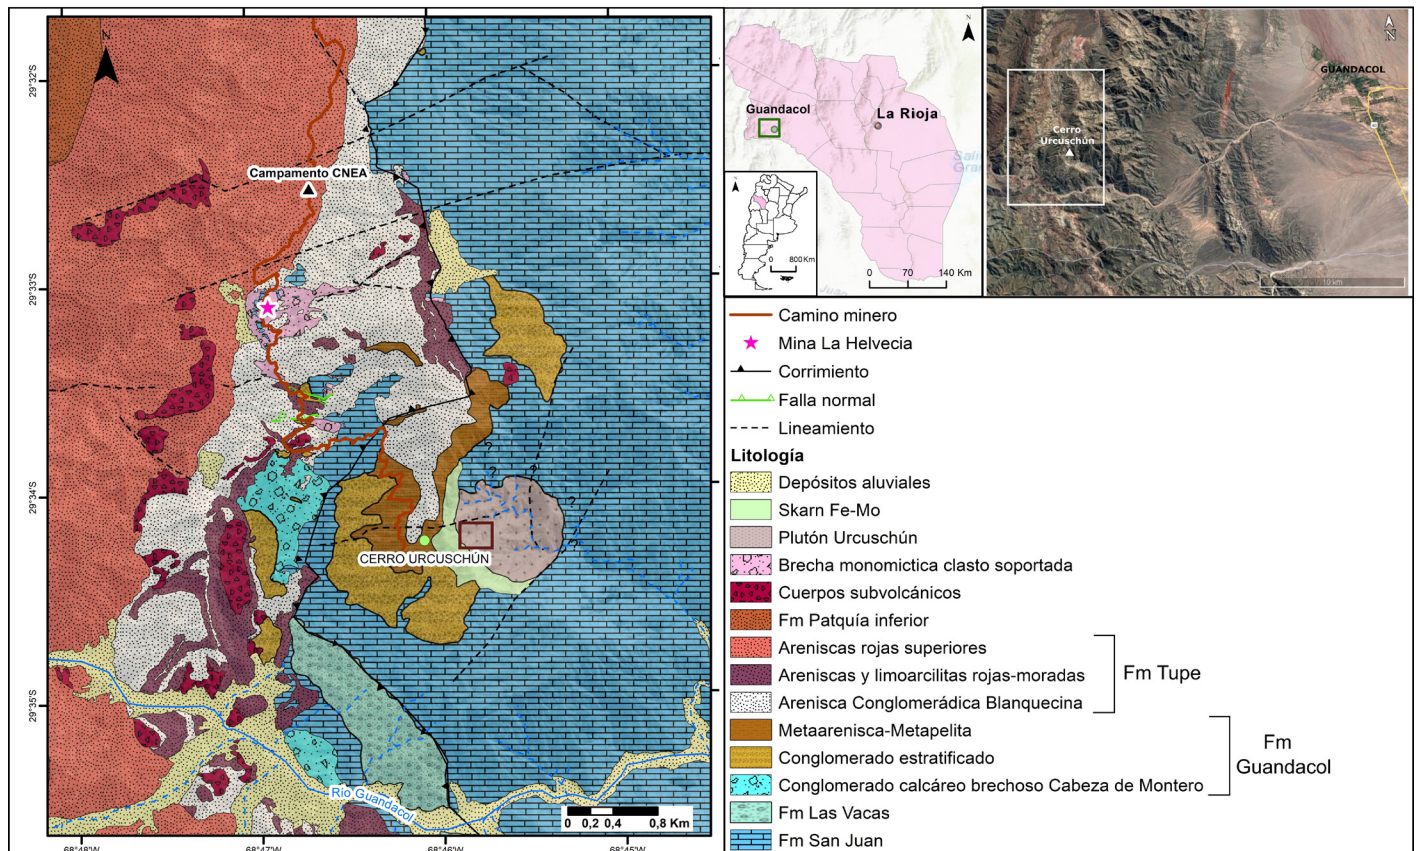 N
29°32'S
29°33'S
29°34'S
29°35'S
68°48'W
68°47'W
68°46'W
68°45'W
Campamento CNEA
?
?
?
?
?
CERRO URCUSCHÚN
Río Guandacol
0 0,2 0,4 0,8 Km
N
Guandacol
La Rioja
0 70 140 Km
0 800 Km
N
GUANDACOL
Cerro
Urcuschún
10 km
Camino minero
Mina La Helvecia
Corrimiento
Falla normal
Lineamiento
Litología
Depósitos aluviales
Skarn Fe-Mo
Plutón Urcuschún
Brecha monomictica clasto soportada
Cuerpos subvolcánicos
Fm Patquía inferior
Areniscas rojas superiores
Areniscas y limoarcilitas rojas-moradas
Arenisca Conglomerádica Blanquecina
Fm Tupe
Metaarenisca-Metapelita
Conglomerado estratificado
Conglomerado calcáreo brechoso Cabeza de Montero
Fm
Guandacol
Fm Las Vacas
Fm San Juan